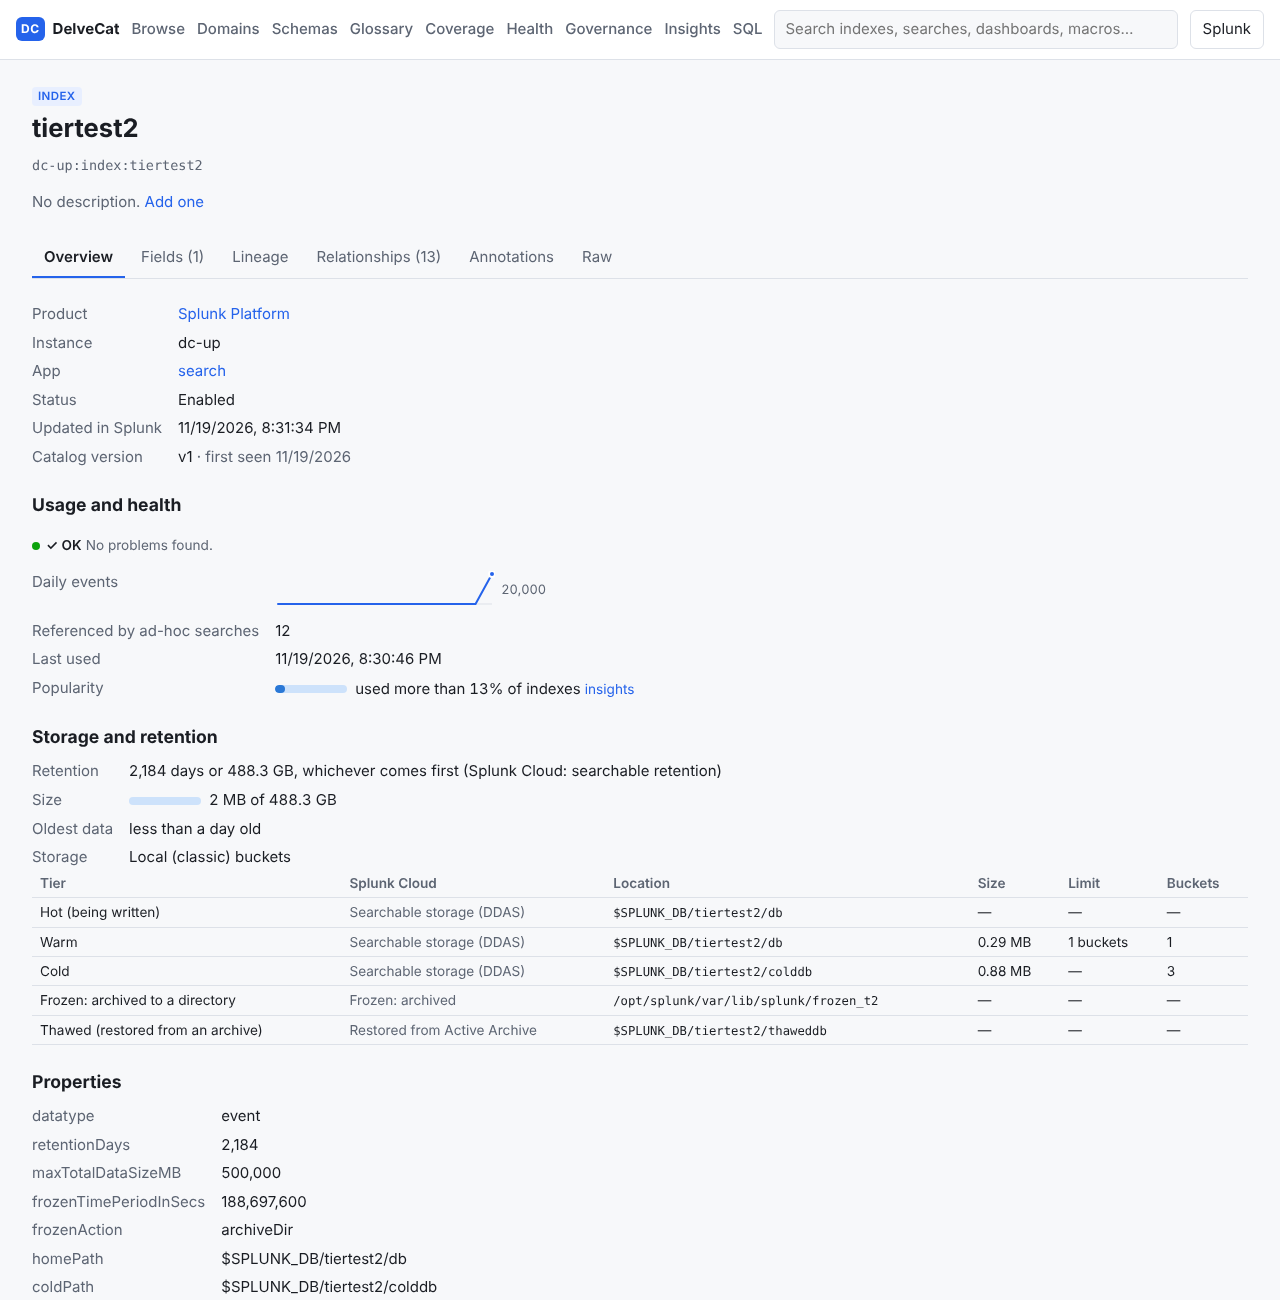 DC DelveCat Browse Domains Schemas Glossary Coverage Health Governance Insights SQL Search indexes, searches, dashboards, macros... Splunk
INDEX
tiertest2
dc-up:index:tiertest2
No description. Add one
Overview Fields (1) Lineage Relationships (13) Annotations Raw
Product Splunk Platform
Instance dc-up
App search
Status Enabled
Updated in Splunk 11/19/2026, 8:31:34 PM
Catalog version v1 · first seen 11/19/2026
Usage and health
✓ OK No problems found.
Daily events 20,000
Referenced by ad-hoc searches 12
Last used 11/19/2026, 8:30:46 PM
Popularity used more than 13% of indexes insights
Storage and retention
Retention 2,184 days or 488.3 GB, whichever comes first (Splunk Cloud: searchable retention)
Size 2 MB of 488.3 GB
Oldest data less than a day old
Storage Local (classic) buckets
Tier Splunk Cloud Location Size Limit Buckets
Hot (being written) Searchable storage (DDAS) $SPLUNK_DB/tiertest2/db — — —
Warm Searchable storage (DDAS) $SPLUNK_DB/tiertest2/db 0.29 MB 1 buckets 1
Cold Searchable storage (DDAS) $SPLUNK_DB/tiertest2/colddb 0.88 MB — 3
Frozen: archived to a directory Frozen: archived /opt/splunk/var/lib/splunk/frozen_t2 — — —
Thawed (restored from an archive) Restored from Active Archive $SPLUNK_DB/tiertest2/thaweddb — — —
Properties
datatype event
retentionDays 2,184
maxTotalDataSizeMB 500,000
frozenTimePeriodInSecs 188,697,600
frozenAction archiveDir
homePath $SPLUNK_DB/tiertest2/db
coldPath $SPLUNK_DB/tiertest2/colddb